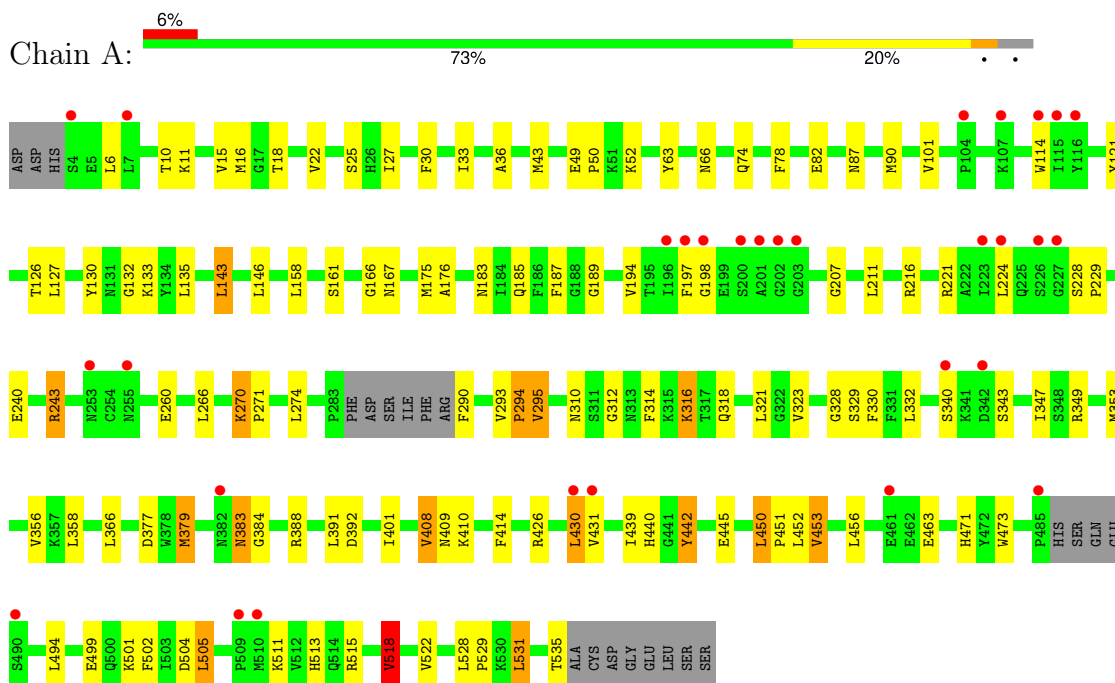 6%
Chain A:
73% 20% • •
ASP ASP HIS S4 E5 L6 L7 T10 K11 V15 M16 G17 T18 V22 S25 H26 I27 F30 I33 A36 M43 E49 P50 K51 K52 Y63 N66 Q74 F78 E82 N87 M90 V101 P104 K107 W114 I115 Y116 Y121
T126 L127 Y130 N131 G132 K133 Y134 L135 L143 L146 L158 S161 G166 N167 M175 A176 N183 I184 Q185 F186 F187 G188 G189 V194 T195 I196 F197 G198 E199 S200 A201 G202 G203 G207 L211 R216 R221 A222 I223 L224 Q225 S226 G227 S228 P229
E240 R243 N253 C254 N255 E260 L266 K270 P271 L274 P283 PHE ASP SER ILE PHE ARG F290 V293 P294 V295 N310 S311 G312 N313 F314 K315 K316 T317 Q318 L321 G322 V323 G328 S329 F330 F331 L332 S340 K341 D342 S343 I347 S348 R349 M353
V356 K357 L358 L366 D377 W378 M379 N382 N383 G384 R388 L391 D392 I401 V408 N409 K410 F414 R426 L430 V431 I439 H440 G441 Y442 E445 L450 P451 L452 V453 L456 E461 E462 E463 H471 Y472 W473 P485 HIS SER GLN GLU
S490 L494 E499 Q500 K501 F502 I503 D504 L505 P509 M510 K511 V512 H513 Q514 R515 V518 V522 L528 P529 K530 L531 T535 ALA CYS ASP GLY GLU LEU SER SER